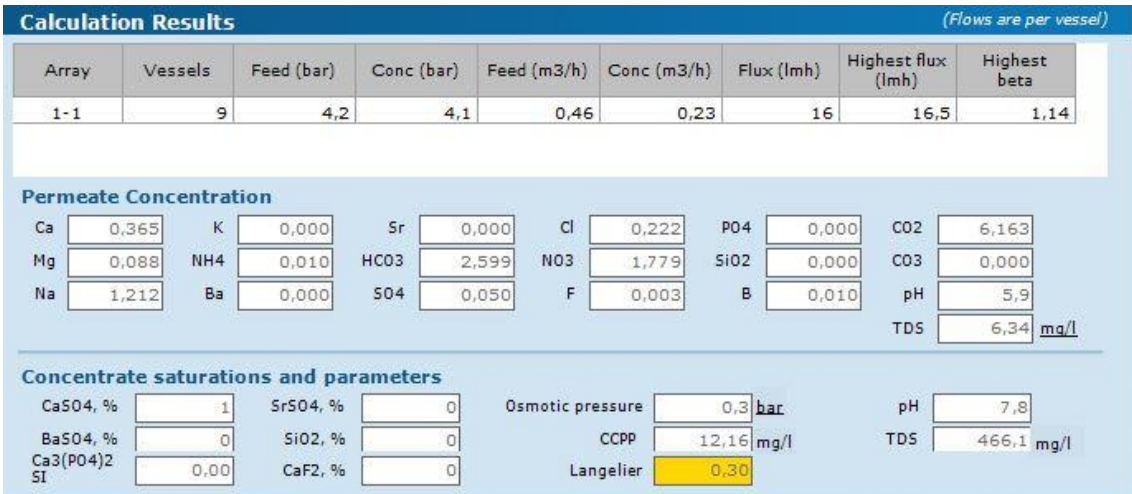 Calculation Results (Flows are per vessel)
Array Vessels Feed (bar) Conc (bar) Feed (m3/h) Conc (m3/h) Flux (lmh) Highest flux (lmh) Highest beta
1-1 9 4,2 4,1 0,46 0,23 16 16,5 1,14
Permeate Concentration
Ca 0,365 K 0,000 Sr 0,000 Cl 0,222 PO4 0,000 CO2 6,163
Mg 0,088 NH4 0,010 HCO3 2,599 NO3 1,779 SiO2 0,000 CO3 0,000
Na 1,212 Ba 0,000 SO4 0,050 F 0,003 B 0,010 pH 5,9
TDS 6,34 mg/l
Concentrate saturations and parameters
CaSO4, % 1 SrSO4, % 0 Osmotic pressure 0,3 bar pH 7,8
BaSO4, % 0 SiO2, % 0 CCPP 12,16 mg/l TDS 466,1 mg/l
Ca3(PO4)2 SI 0,00 CaF2, % 0 Langelier 0,30